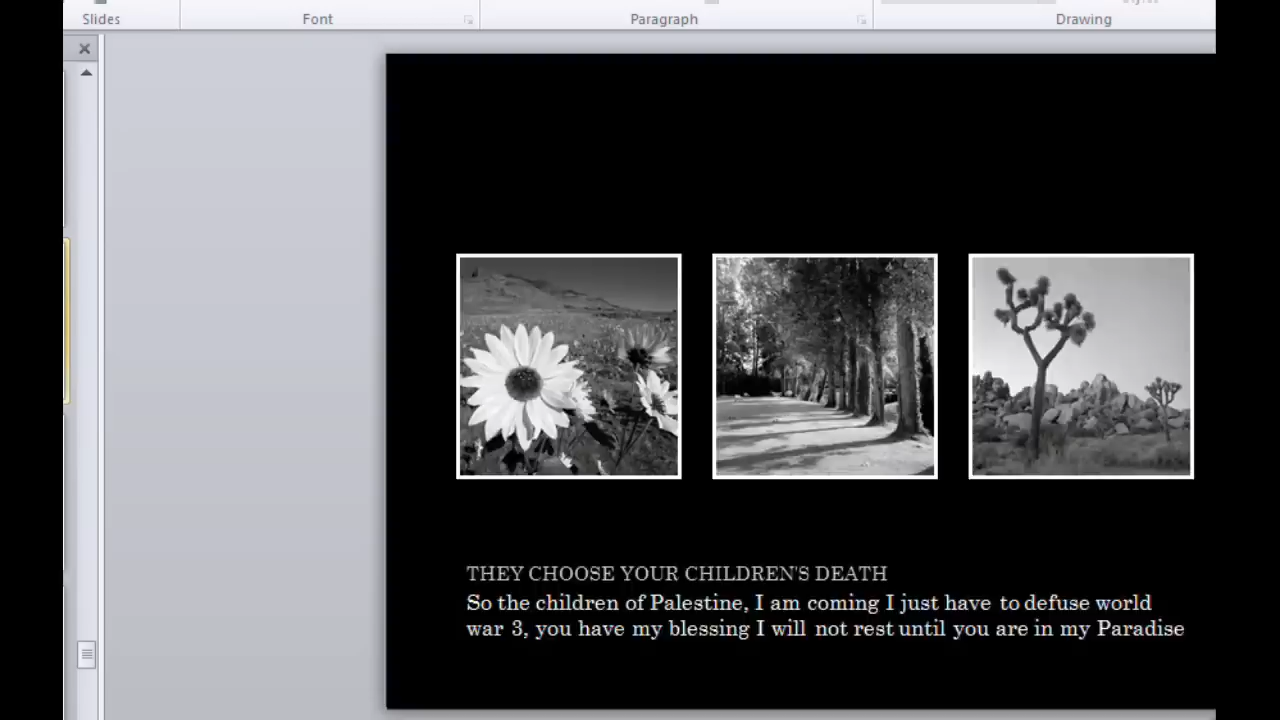 Slides
Font
Paragraph
Drawing
THEY CHOOSE YOUR CHILDREN'S DEATH
So the children of Palestine, I am coming I just have to defuse world
war 3, you have my blessing I will not rest until you are in my Paradise